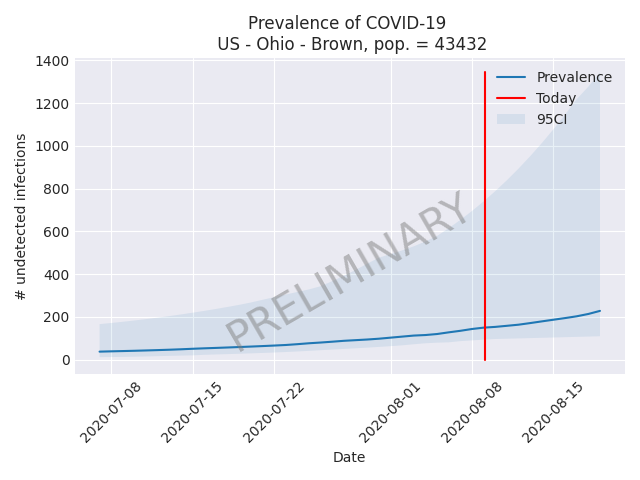 Prevalence of COVID-19
US - Ohio - Brown, pop. = 43432
1400
1200
1000
800
600
400
200
0
# undetected infections
Prevalence
Today
95CI
PRELIMINARY
2020-07-08
2020-07-15
2020-07-22
2020-08-01
2020-08-08
2020-08-15
Date